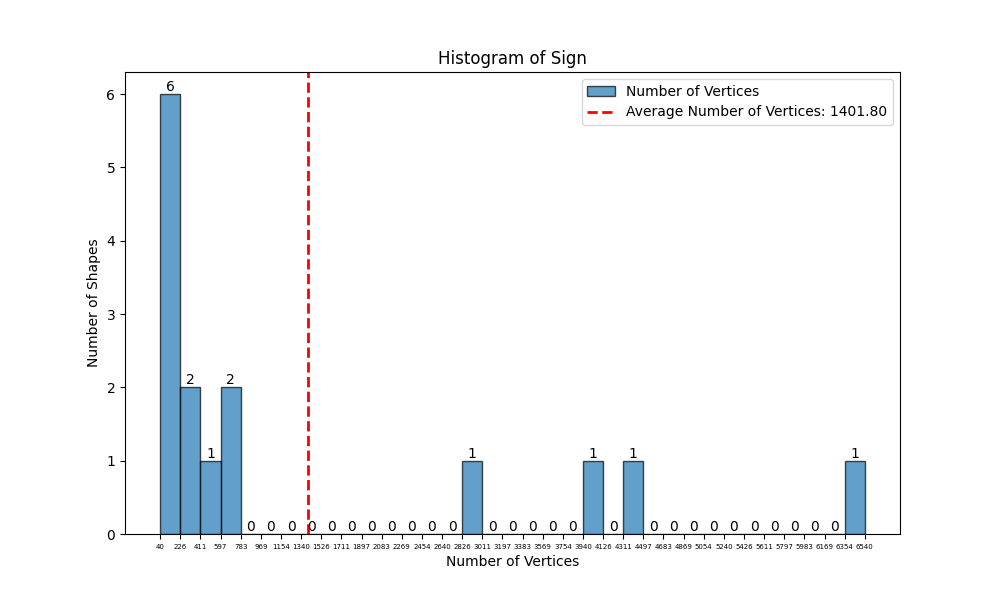 Histogram of Sign
Number of Vertices
Average Number of Vertices: 1401.80
Number of Shapes
6
5
4
3
2
1
0
6 2 1 2 0 0 0 0 0 0 0 0 0 0 0 1 0 0 0 0 0 1 0 1 0 0 0 0 0 0 0 0 0 0 1
40 226 411 597 783 969 1154 1340 1526 1711 1897 2083 2269 2454 2640 2826 3011 3197 3383 3569 3754 3940 4126 4311 4497 4683 4869 5054 5240 5426 5611 5797 5983 6169 6354 6540
Number of Vertices